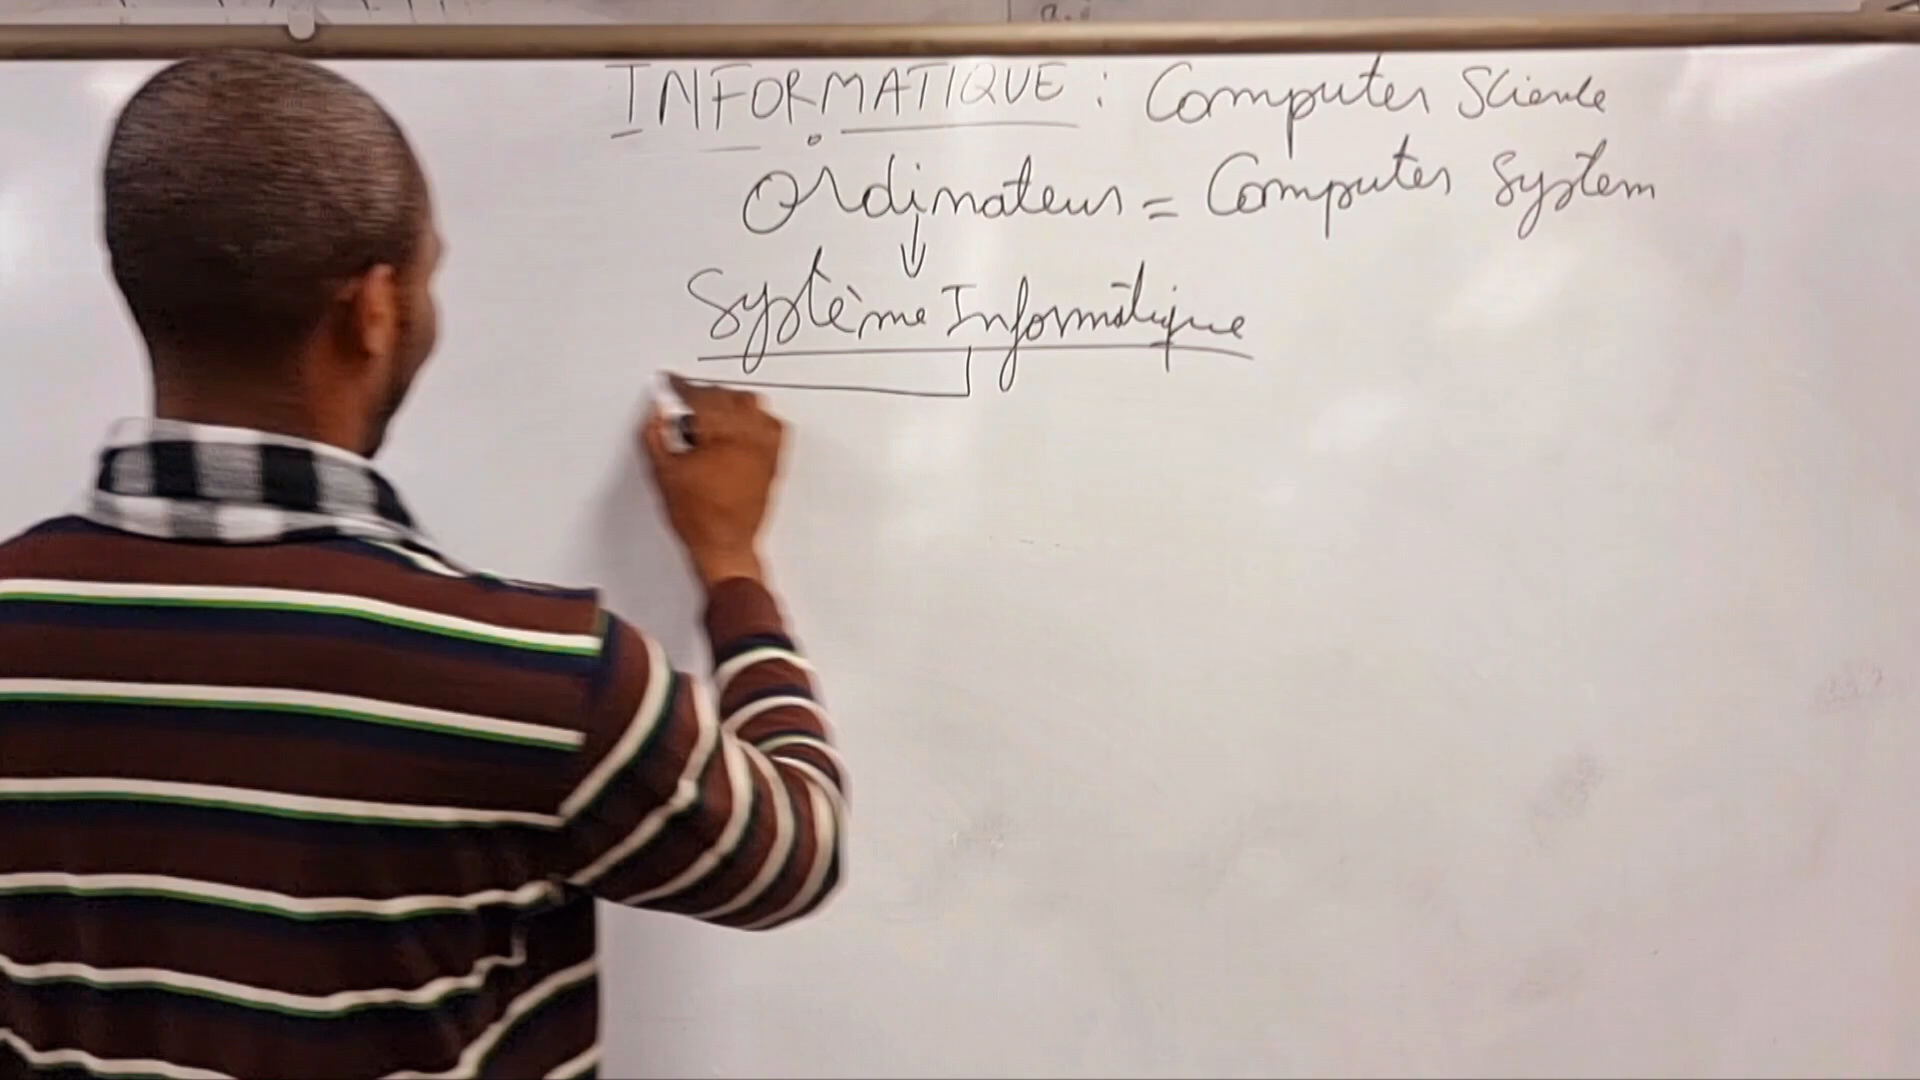 INFORMATIQUE : Computer Science
Ordinateur = Computer System
Système Informatique